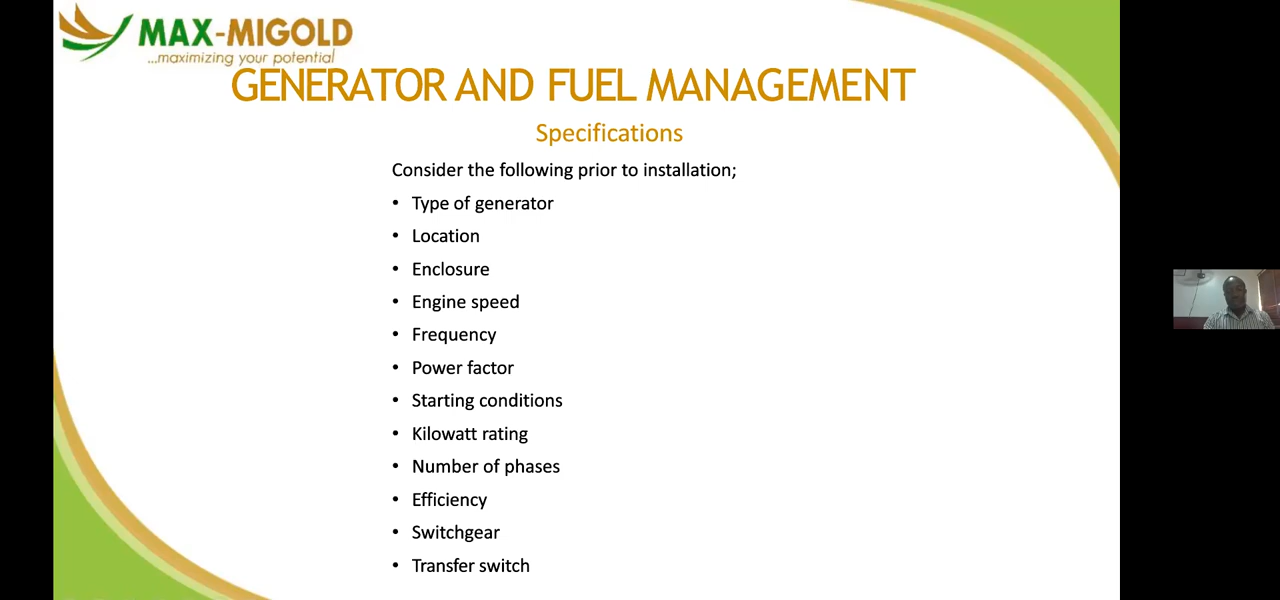 MAX-MIGOLD
...maximizing your potential
GENERATOR AND FUEL MANAGEMENT
Specifications
Consider the following prior to installation;
• Type of generator
• Location
• Enclosure
• Engine speed
• Frequency
• Power factor
• Starting conditions
• Kilowatt rating
• Number of phases
• Efficiency
• Switchgear
• Transfer switch